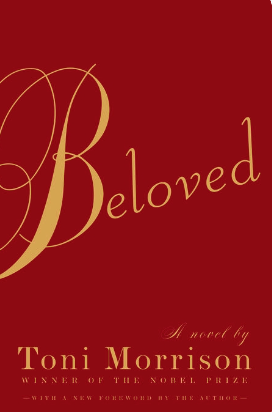 Beloved
A novel by
Toni Morrison
WINNER OF THE NOBEL PRIZE
—WITH A NEW FOREWORD BY THE AUTHOR—